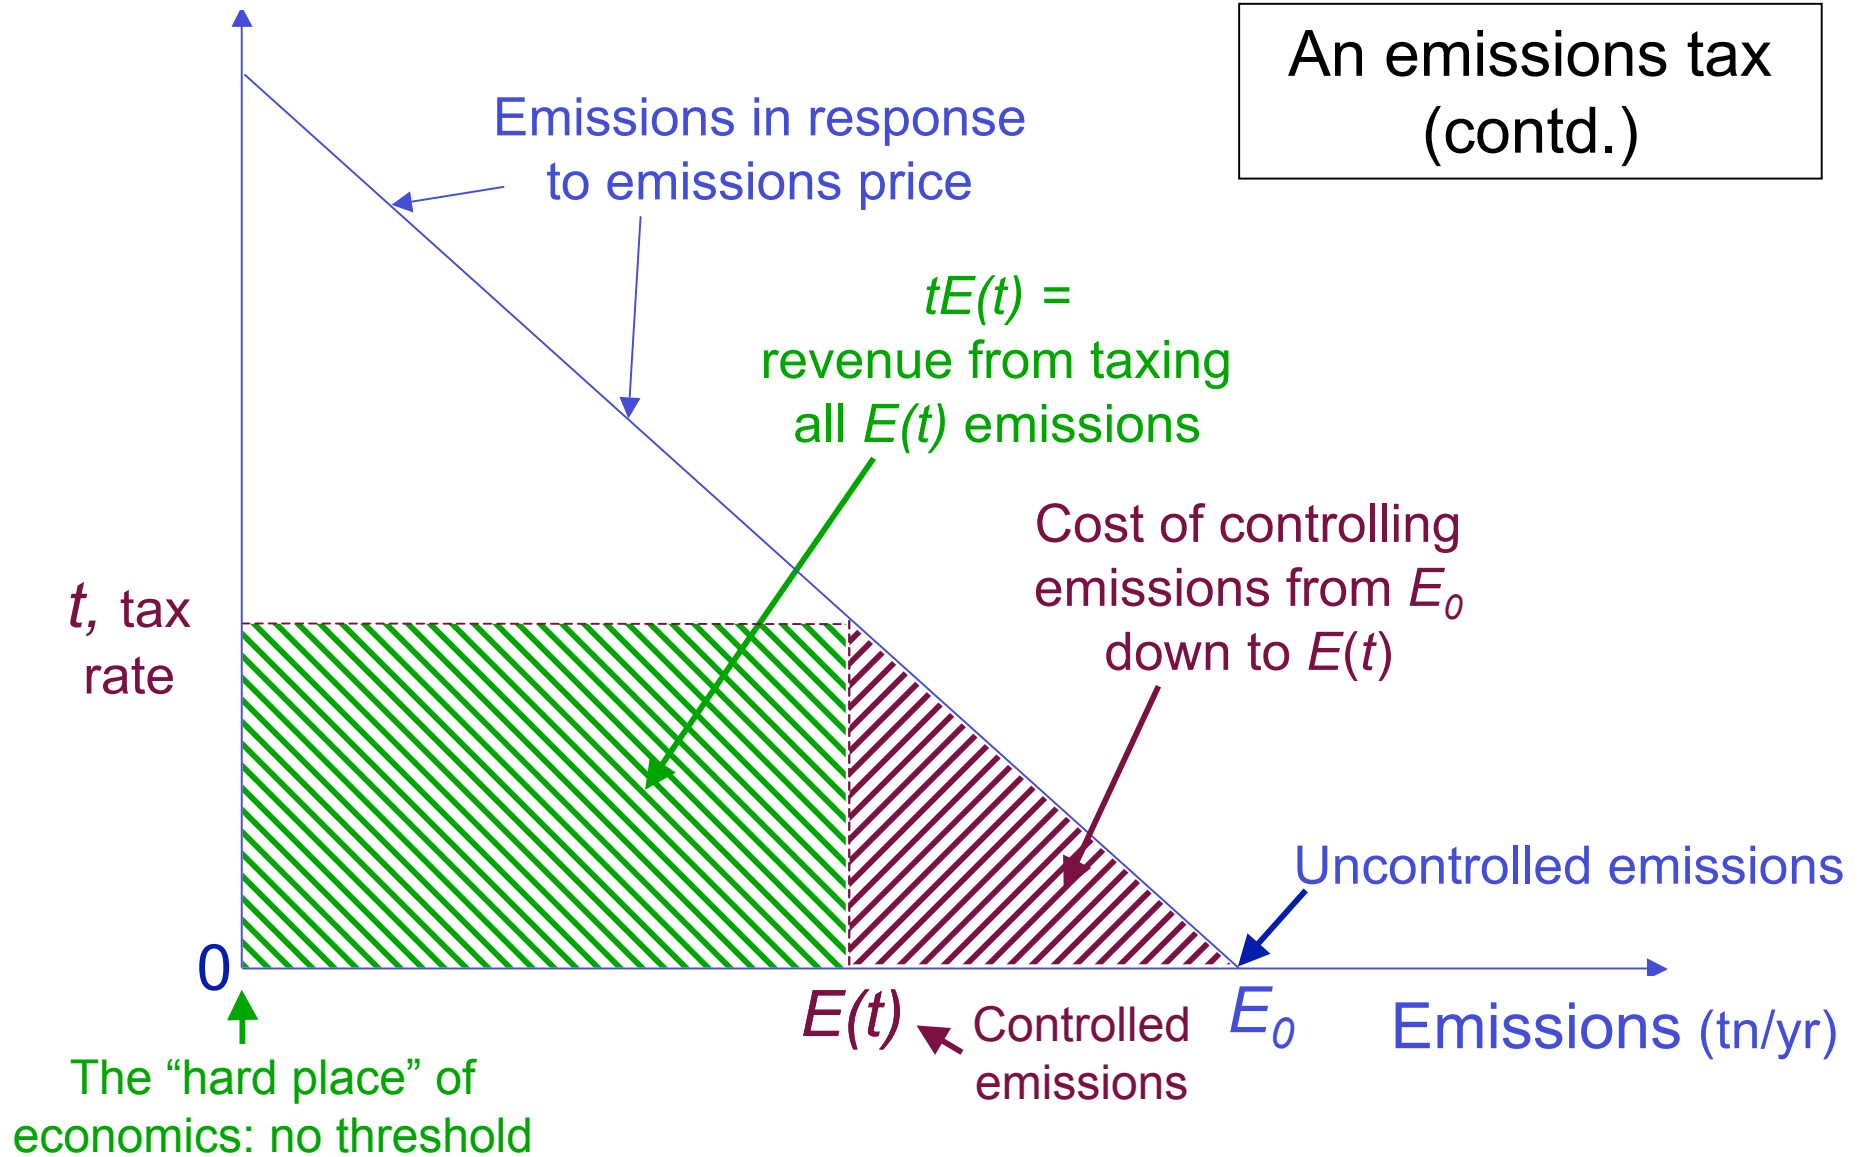 An emissions tax
(contd.)
Emissions in response
to emissions price
tE(t) =
revenue from taxing
all E(t) emissions
Cost of controlling
emissions from E₀
down to E(t)
t, tax
rate
Uncontrolled emissions
0
E(t)
Controlled
emissions
E₀
Emissions (tn/yr)
The “hard place” of
economics: no threshold